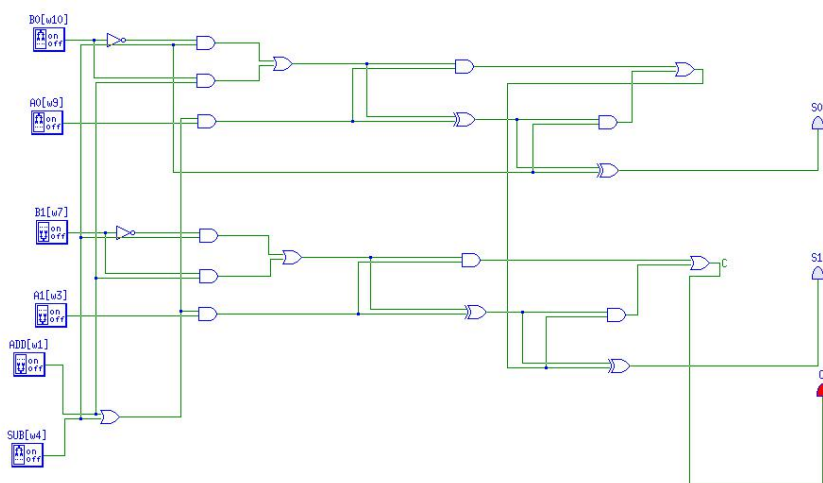 B0[w10]
on
off
A0[w9]
on
off
S0
B1[w7]
on
off
C
S1
A1[w3]
on
off
ADD[w1]
on
off
SUB[w4]
on
off